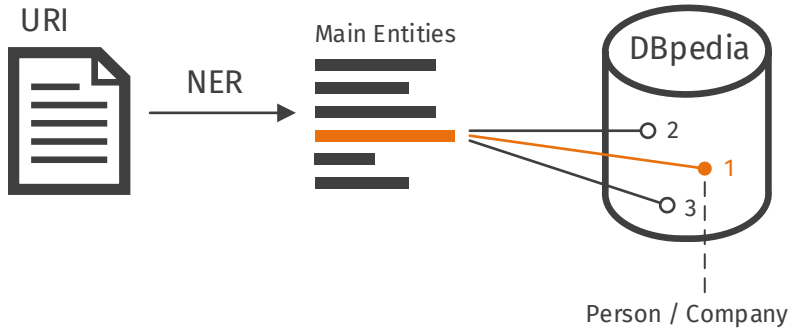 URI
NER
Main Entities
DBpedia
2
1
3
Person / Company